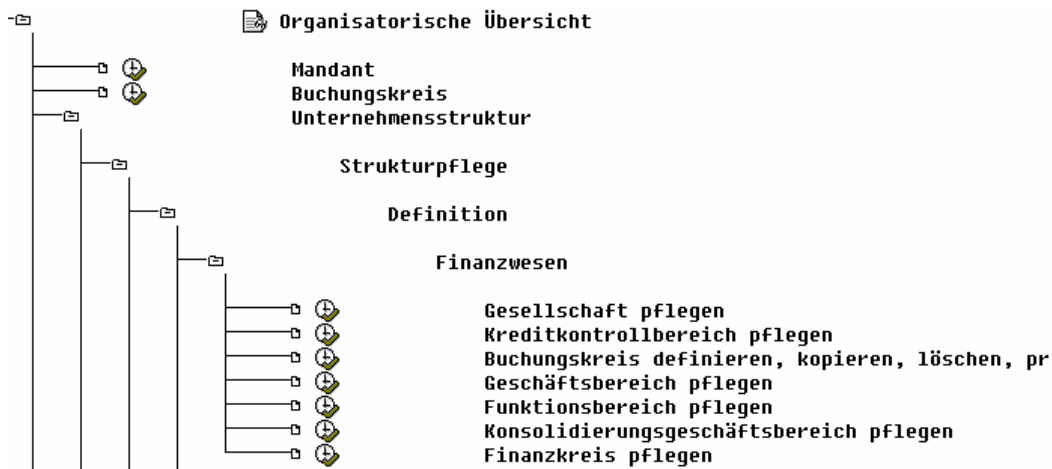 Organisatorische Übersicht
Mandant
Buchungskreis
Unternehmensstruktur
Strukturpflege
Definition
Finanzwesen
Gesellschaft pflegen
Kreditkontrollbereich pflegen
Buchungskreis definieren, kopieren, löschen, pr
Geschäftsbereich pflegen
Funktionsbereich pflegen
Konsolidierungsgeschäftsbereich pflegen
Finanzkreis pflegen